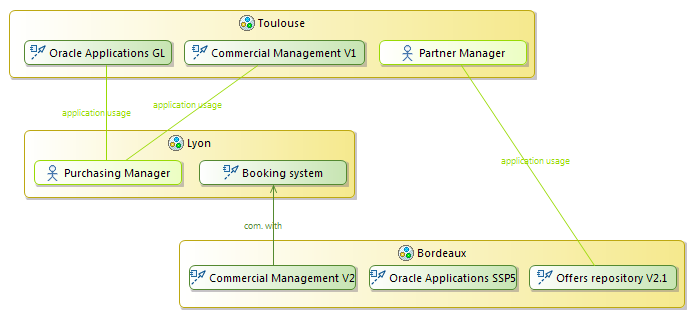 Toulouse
Oracle Applications GL
Commercial Management V1
Partner Manager
application usage
application usage
Lyon
application usage
Purchasing Manager
Booking system
com. with
Bordeaux
Commercial Management V2
Oracle Applications SSP5
Offers repository V2.1